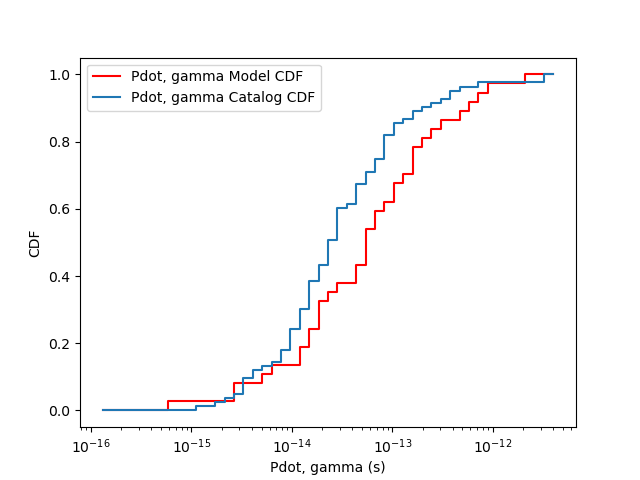 Pdot, gamma Model CDF
Pdot, gamma Catalog CDF
CDF
1.0
0.8
0.6
0.4
0.2
0.0
10^{-16} 10^{-15} 10^{-14} 10^{-13} 10^{-12}
Pdot, gamma (s)